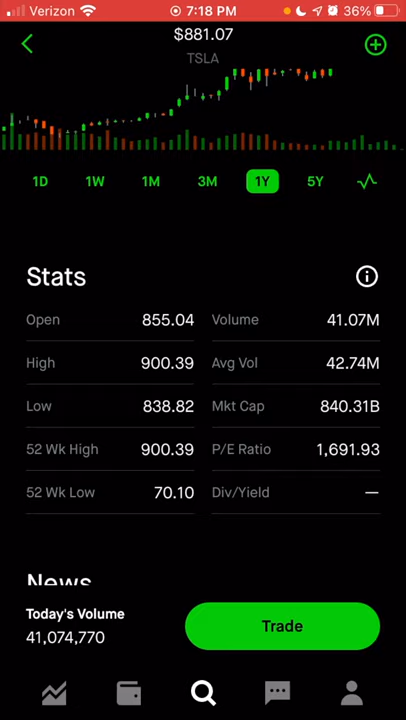 Verizon 7:18 PM 36%
$881.07
TSLA
1D 1W 1M 3M 1Y 5Y
Stats
Open 855.04 Volume 41.07M
High 900.39 Avg Vol 42.74M
Low 838.82 Mkt Cap 840.31B
52 Wk High 900.39 P/E Ratio 1,691.93
52 Wk Low 70.10 Div/Yield —
News
Today's Volume
41,074,770
Trade